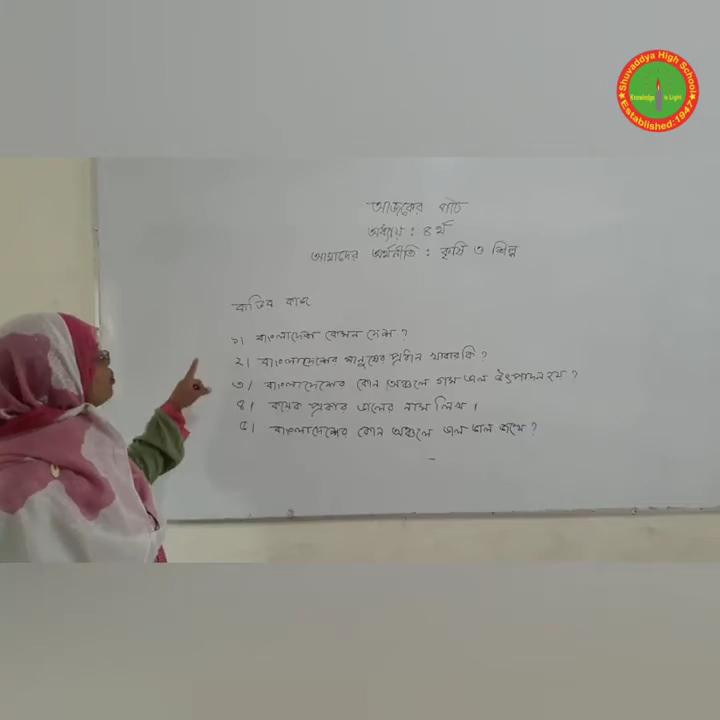 Shuvaddya High School
Knowledge is Light
Established:1947
আজকের পাঠ
অধ্যায় : ৪র্থ
আমাদের অর্থনীতি : কৃষি ও শিল্প
বাড়ির কাজ
১। বাংলাদেশ কেমন দেশ ?
২। বাংলাদেশের মানুষের প্রধান খাবার কি ?
৩। বাংলাদেশের কোন অঞ্চলে গম ভাল উৎপাদন হয় ?
৪। কয়েক প্রকার ডালের নাম লিখ ।
৫। বাংলাদেশের কোন অঞ্চলে ডাল ভাল জন্মে ?